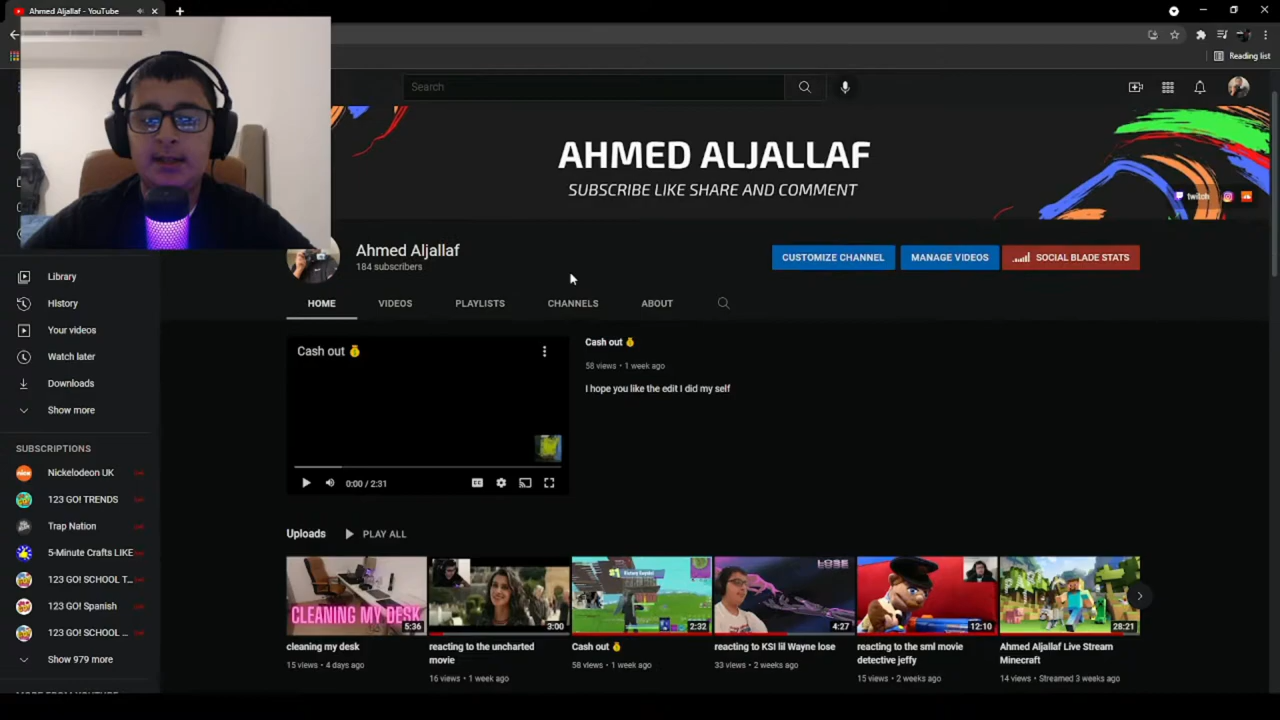 Ahmed Aljallaf - YouTube
Reading list
Search
AHMED ALJALLAF
SUBSCRIBE LIKE SHARE AND COMMENT
twitch
Ahmed Aljallaf
184 subscribers
CUSTOMIZE CHANNEL
MANAGE VIDEOS
SOCIAL BLADE STATS
HOME
VIDEOS
PLAYLISTS
CHANNELS
ABOUT
Library
History
Your videos
Watch later
Downloads
Show more
SUBSCRIPTIONS
Nickelodeon UK
123 GO! TRENDS
Trap Nation
5-Minute Crafts LIKE
123 GO! SCHOOL T...
123 GO! Spanish
123 GO! SCHOOL ...
Show 979 more
Cash out
0:00 / 2:31
Cash out
58 views • 1 week ago
I hope you like the edit I did my self
Uploads
PLAY ALL
CLEANING MY DESK
5:36
cleaning my desk
15 views • 4 days ago
3:00
reacting to the uncharted
movie
16 views • 1 week ago
2:32
Cash out
58 views • 1 week ago
LOSE
4:27
reacting to KSI lil Wayne lose
33 views • 2 weeks ago
12:10
reacting to the sml movie
detective jeffy
15 views • 2 weeks ago
28:21
Ahmed Aljallaf Live Stream
Minecraft
14 views • Streamed 3 weeks ago